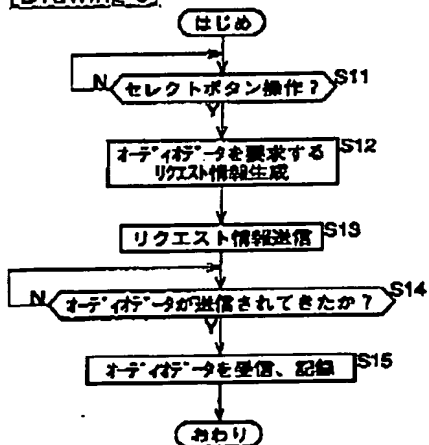 はじめ
セレクトボタン操作?
S11
N
Y
オーディオデータを要求する
リクエスト情報生成
S12
リクエスト情報送信
S13
オーディオデータが送信されてきたか?
S14
N
Y
オーディオデータを受信、記録
S15
おわり